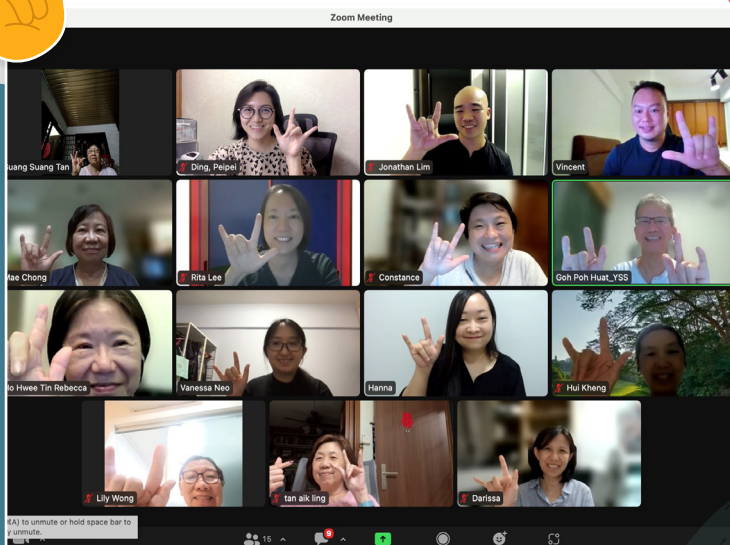 Zoom Meeting
uang Suang Tan
Ding, Peipei
Jonathan Lim
Vincent
Mae Chong
Rita Lee
Constance
Goh Poh Huat_YSS
Ho Hwee Tin Rebecca
Vanessa Neo
Hanna
Hui Kheng
Lily Wong
tan aik ling
Darissa
A) to unmute or hold space bar to
y unmute.
15
9